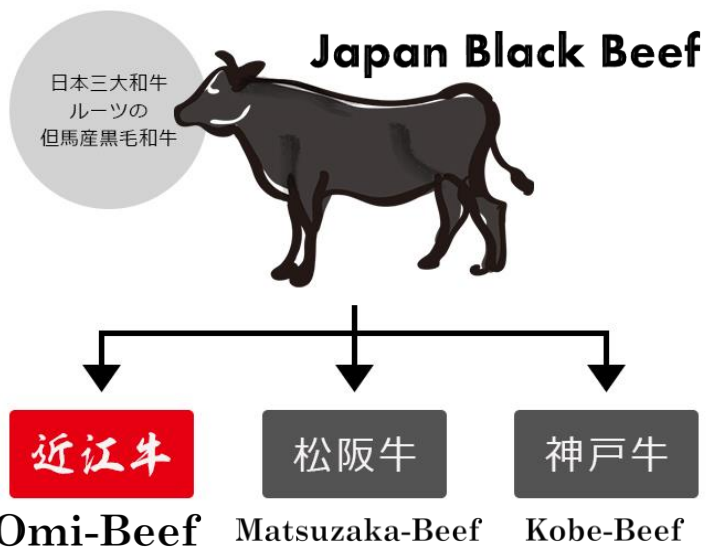 Japan Black Beef
日本三大和牛
ルーツの
但馬産黒毛和牛
近江牛
松阪牛
神戸牛
Omi-Beef
Matsuzaka-Beef
Kobe-Beef